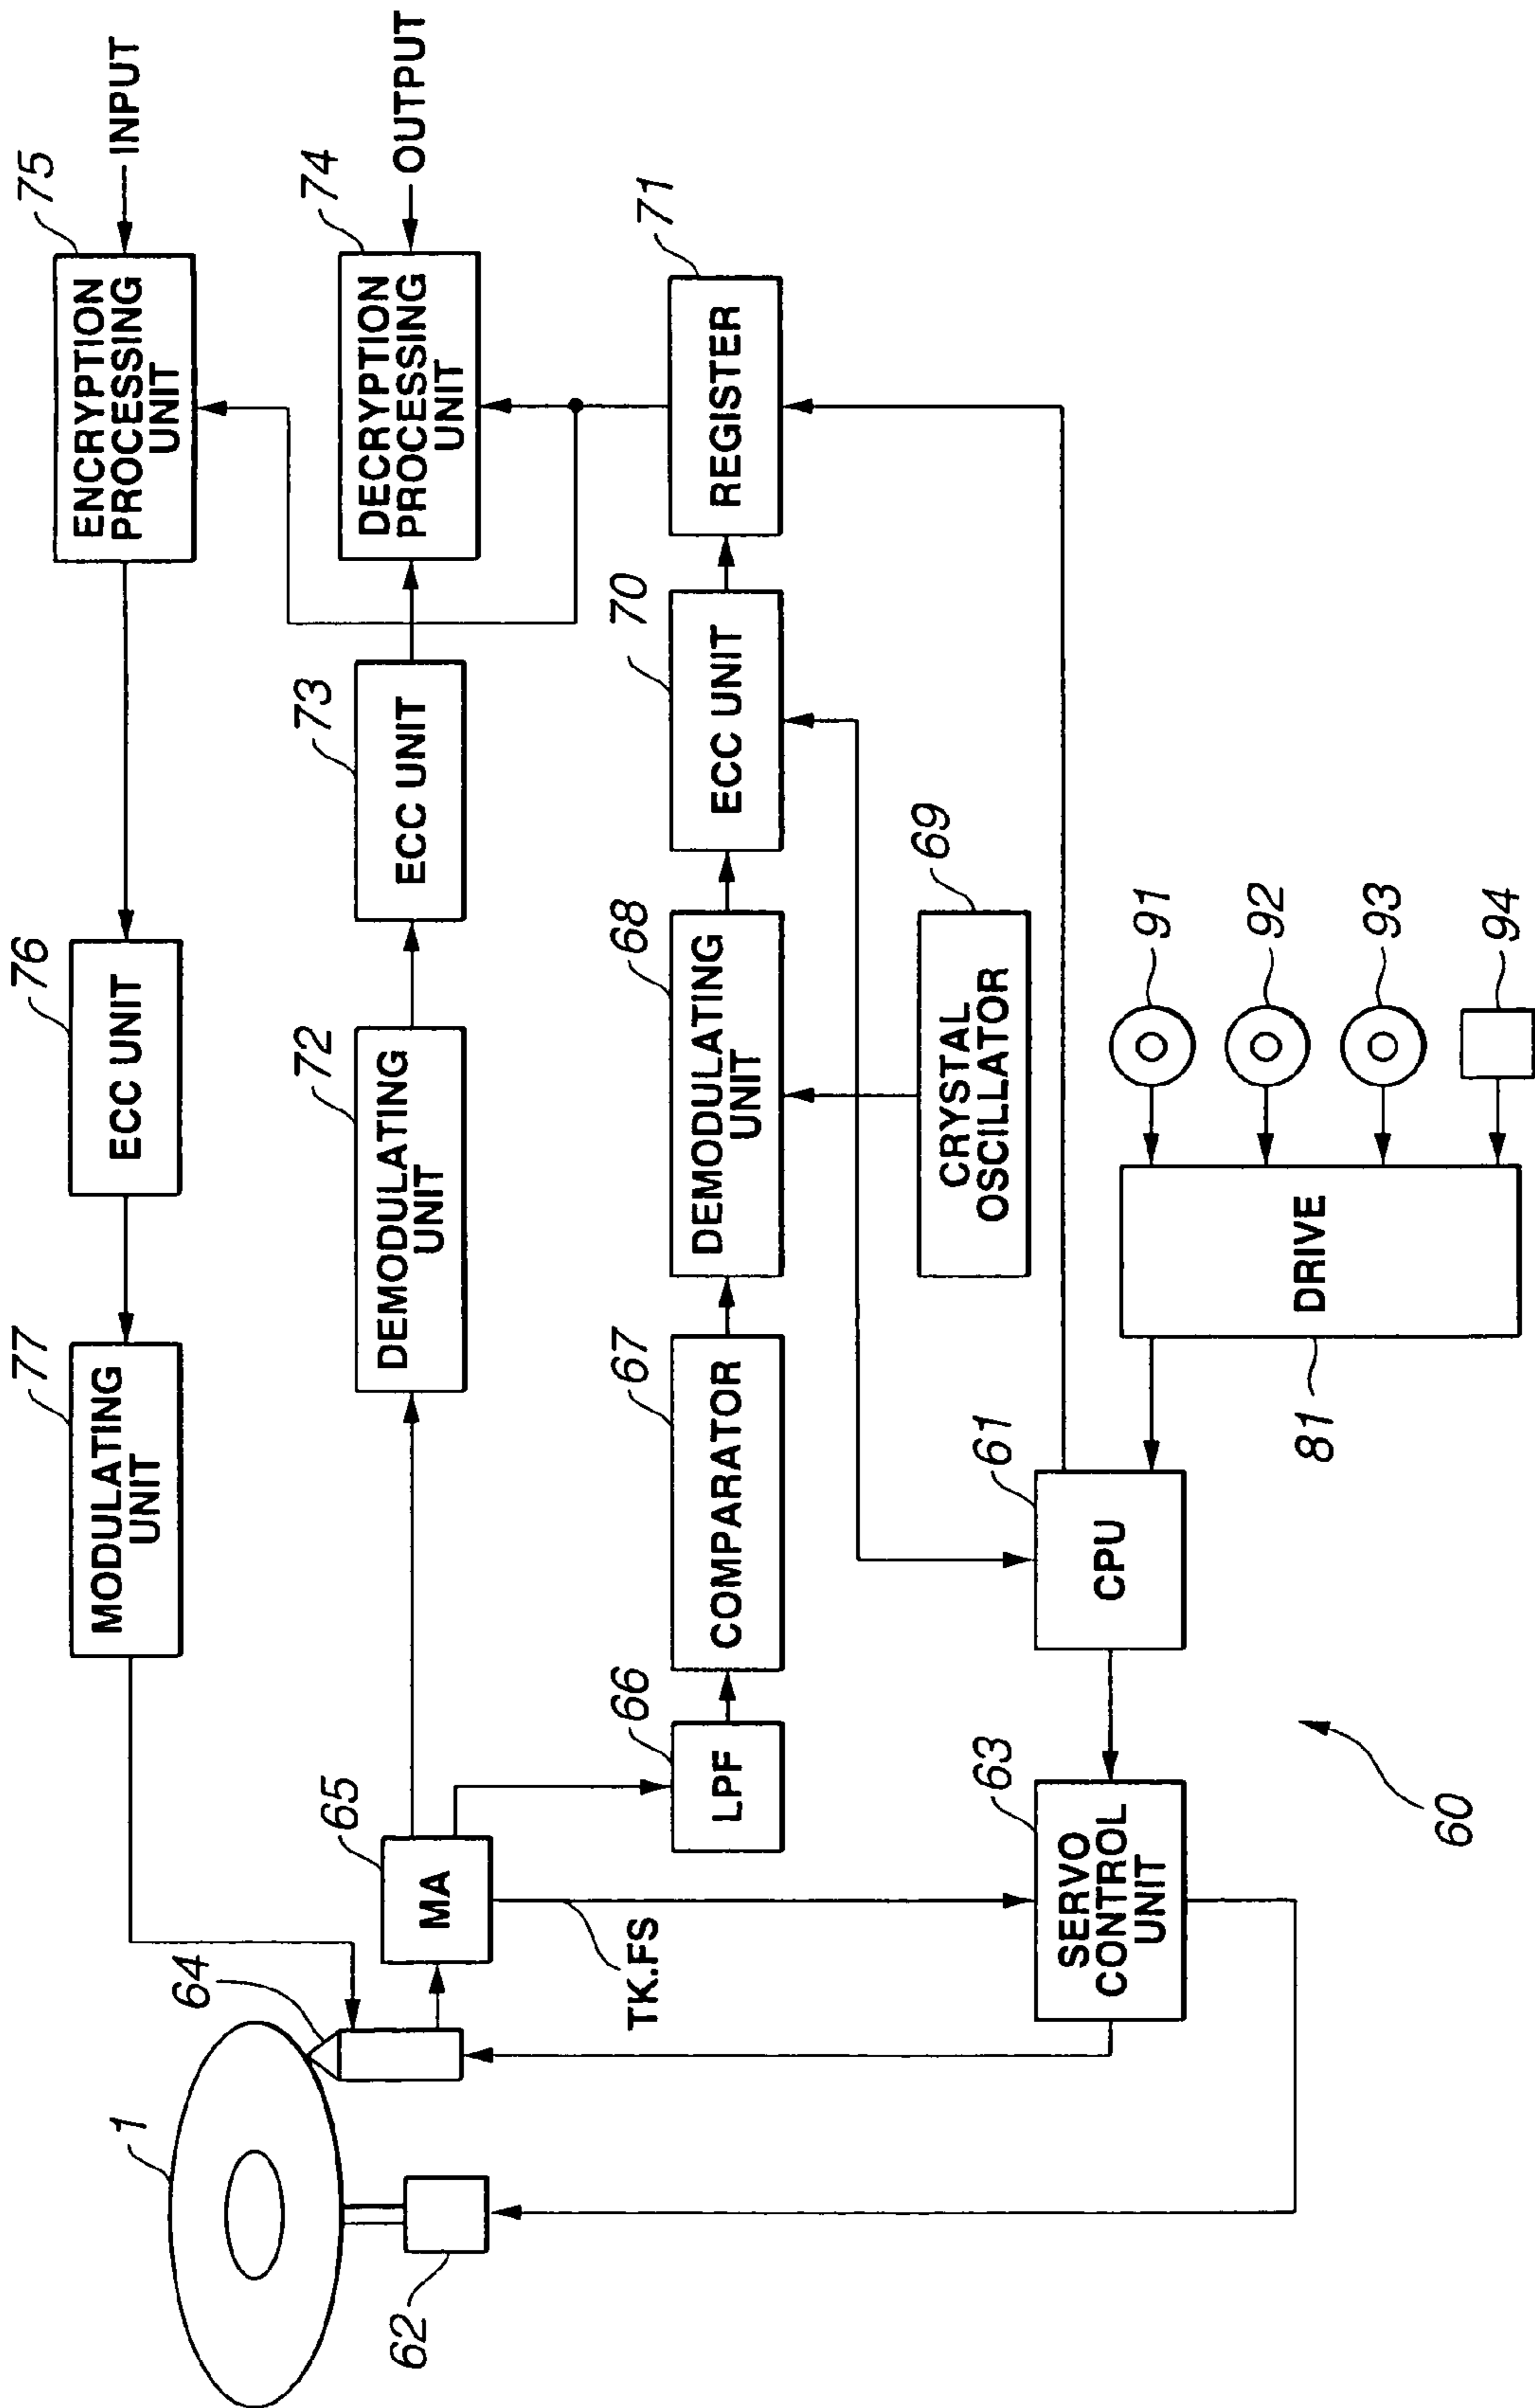 77
MODULATING
UNIT
76
ECC UNIT
75
ENCRYPTION
PROCESSING
UNIT
INPUT
1
64
65
MA
72
DEMODULATING
UNIT
73
ECC UNIT
74
DECRYPTION
PROCESSING
UNIT
OUTPUT
62
TK.FS
66
LPF
67
COMPARATOR
68
DEMODULATING
UNIT
70
ECC UNIT
71
REGISTER
69
CRYSTAL
OSCILLATOR
63
SERVO
CONTROL
UNIT
61
CPU
81
DRIVE
91
92
93
94
60